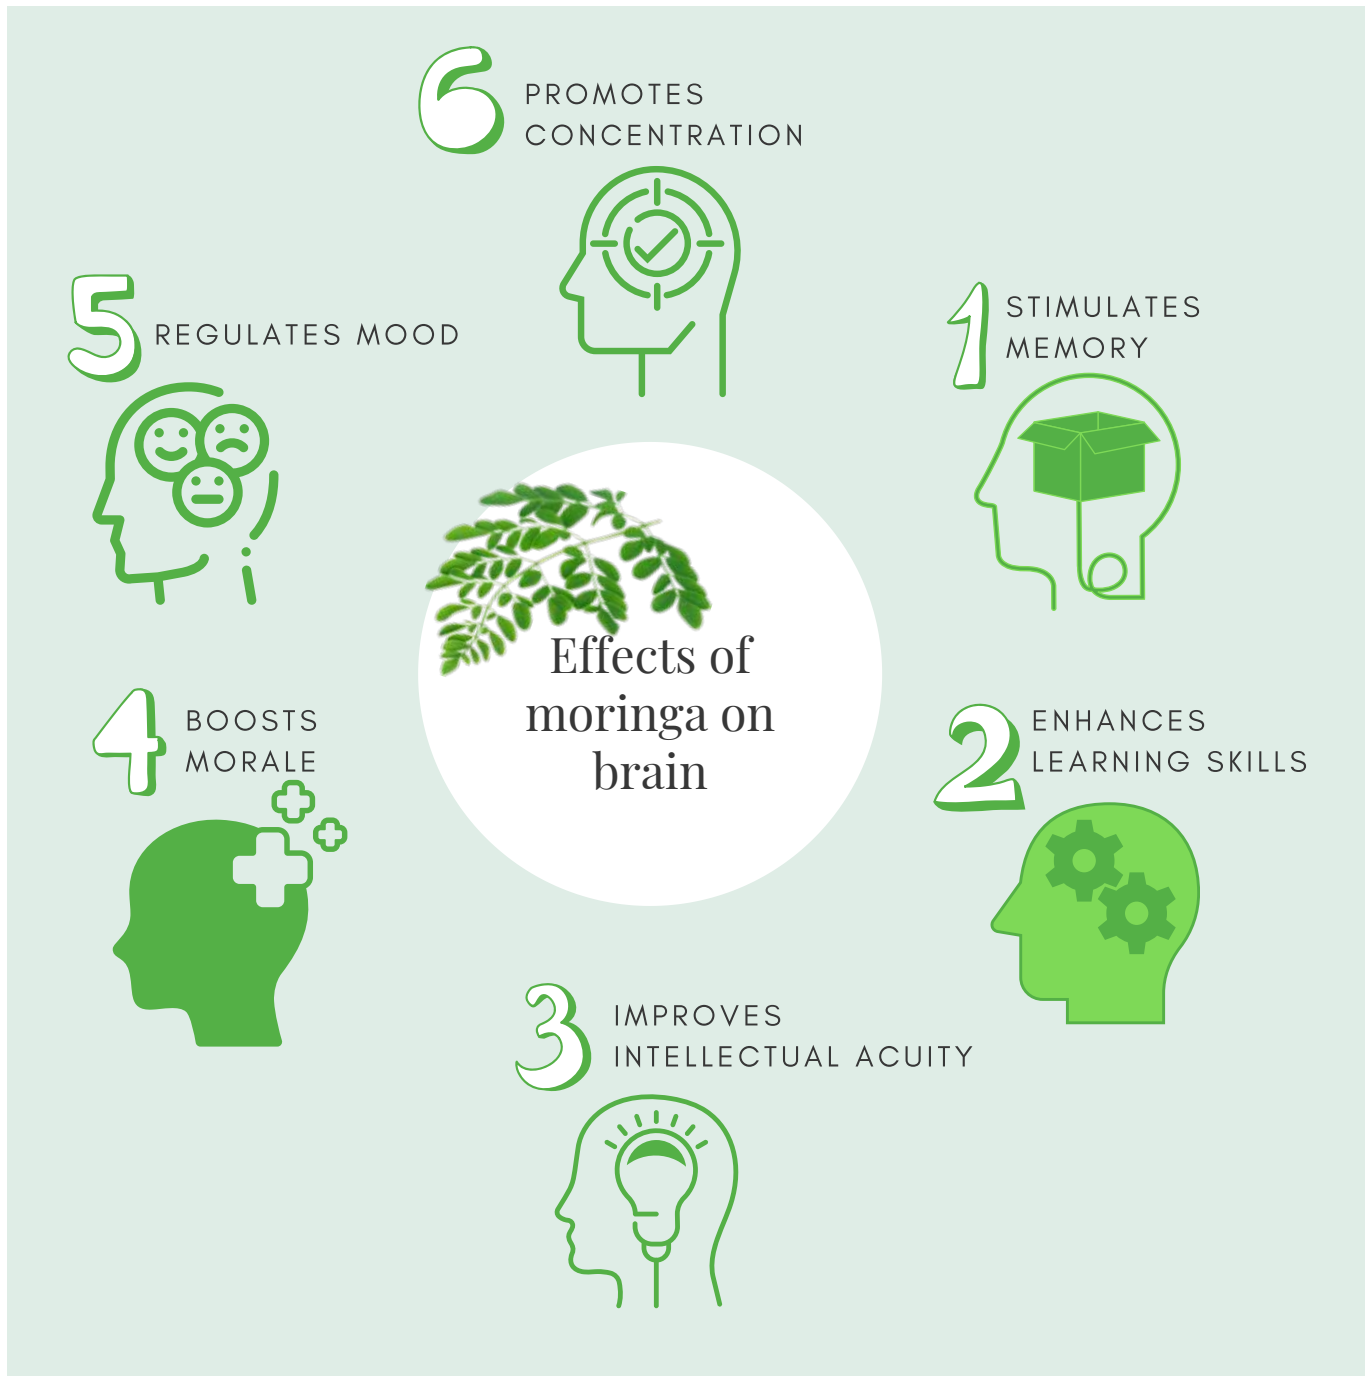 6
PROMOTES
CONCENTRATION
5
REGULATES MOOD
1
STIMULATES
MEMORY
Effects of
moringa on
brain
4
BOOSTS
MORALE
2
ENHANCES
LEARNING SKILLS
3
IMPROVES
INTELLECTUAL ACUITY